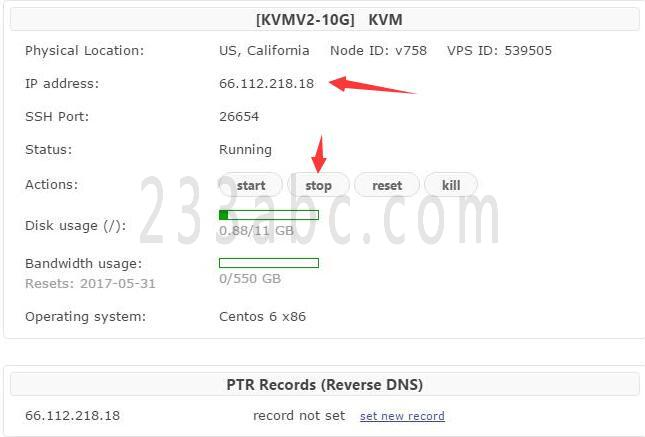 [KVMV2-10G] KVM
Physical Location: US, California Node ID: v758 VPS ID: 539505
IP address: 66.112.218.18
SSH Port: 26654
Status: Running
Actions: start stop reset kill
233abc.com
Disk usage (/): 0.88/11 GB
Bandwidth usage:
Resets: 2017-05-31 0/550 GB
Operating system: Centos 6 x86
PTR Records (Reverse DNS)
66.112.218.18 record not set set new record